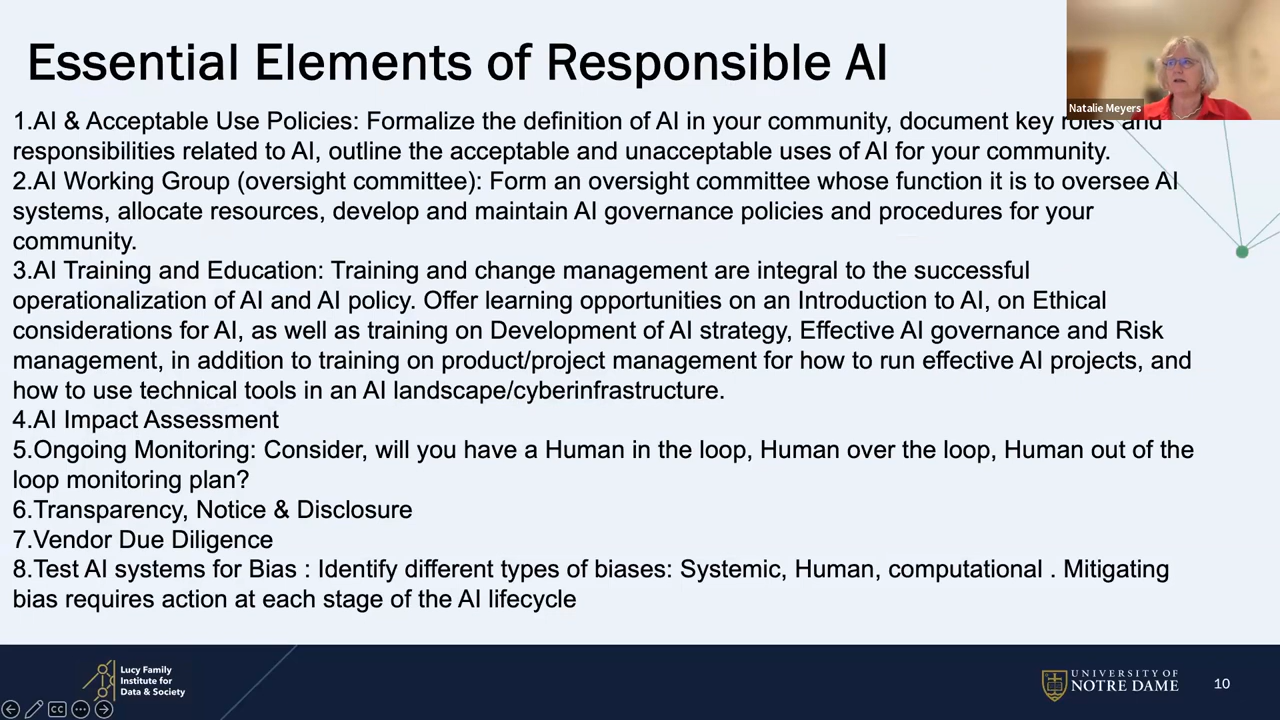 Essential Elements of Responsible AI
Natalie Meyers
1.AI & Acceptable Use Policies: Formalize the definition of AI in your community, document key roles and
responsibilities related to AI, outline the acceptable and unacceptable uses of AI for your community.
2.AI Working Group (oversight committee): Form an oversight committee whose function it is to oversee AI
systems, allocate resources, develop and maintain AI governance policies and procedures for your
community.
3.AI Training and Education: Training and change management are integral to the successful
operationalization of AI and AI policy. Offer learning opportunities on an Introduction to AI, on Ethical
considerations for AI, as well as training on Development of AI strategy, Effective AI governance and Risk
management, in addition to training on product/project management for how to run effective AI projects, and
how to use technical tools in an AI landscape/cyberinfrastructure.
4.AI Impact Assessment
5.Ongoing Monitoring: Consider, will you have a Human in the loop, Human over the loop, Human out of the
loop monitoring plan?
6.Transparency, Notice & Disclosure
7.Vendor Due Diligence
8.Test AI systems for Bias : Identify different types of biases: Systemic, Human, computational . Mitigating
bias requires action at each stage of the AI lifecycle
Lucy Family
Institute for
Data & Society
CC
UNIVERSITY OF
NOTRE DAME
10